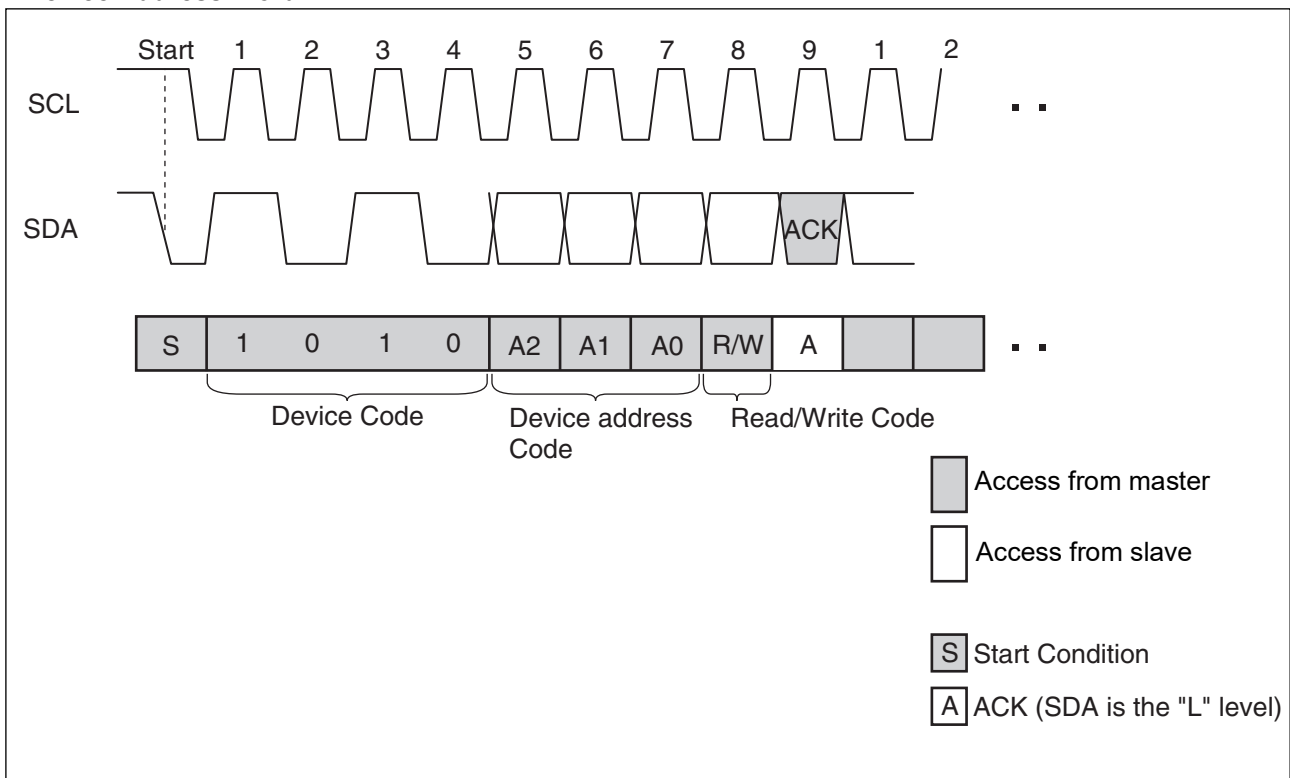 Start 1 2 3 4 5 6 7 8 9 1 2
SCL
SDA
ACK
S 1 0 1 0 A2 A1 A0 R/W A
Device Code
Device address
Code
Read/Write Code
Access from master
Access from slave
S Start Condition
A ACK (SDA is the "L" level)